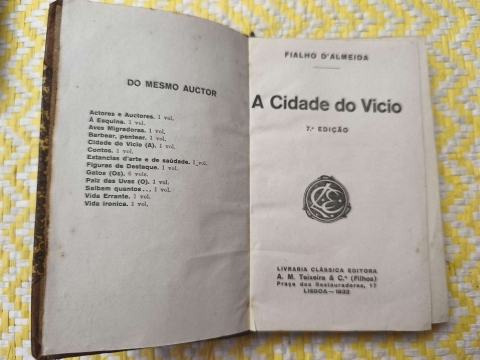 DO MESMO AUCTOR
Actores e Auctores. 1 vol.
Á Esquina. 1 vol.
Aves Migradoras. 1 vol.
Barbear, pentear. 1 vol.
Cidade do Vicio (A). 1 vol.
Contos. 1 vol.
Estancias d'arte e de saúdade. 1 vol.
Figuras de Destaque. 1 vol.
Gatos (Os). 6 vols.
Paiz das Uvas (O). 1 vol.
Saibam quantos... 1 vol.
Vida Errante. 1 vol.
Vida ironica. 1 vol.
FIALHO D'ALMEIDA
A Cidade do Vicio
7.ª EDIÇÃO
LIVRARIA CLÁSSICA EDITORA
A. M. Teixeira & C.ª (Filhos)
Praça dos Restauradores, 17
LISBOA—1932